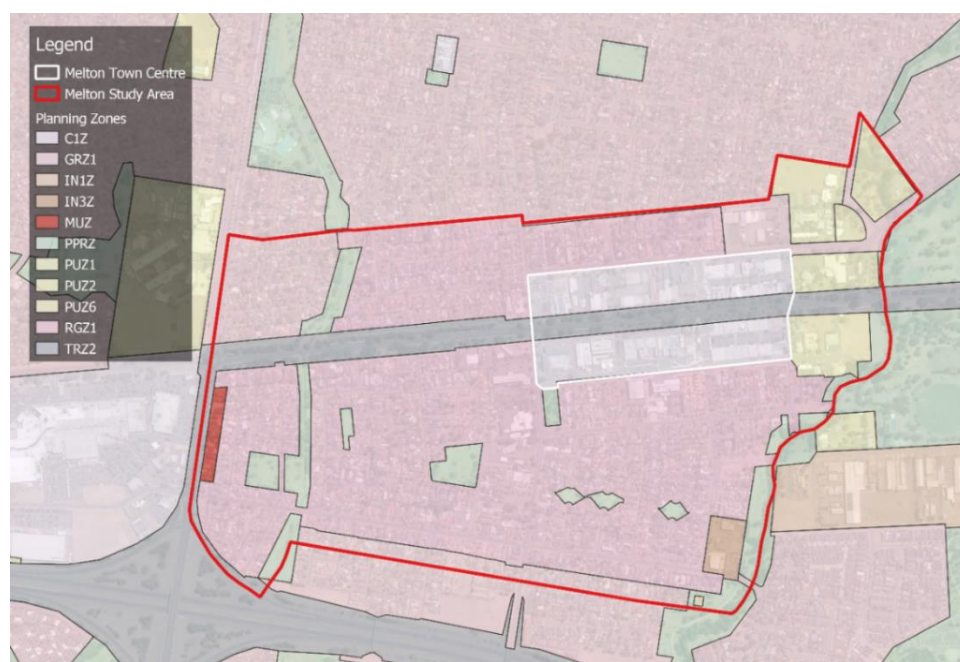 Legend
Melton Town Centre
Melton Study Area
Planning Zones
C1Z
GRZ1
IN1Z
IN3Z
MUZ
PPRZ
PUZ1
PUZ2
PUZ6
RGZ1
TRZ2